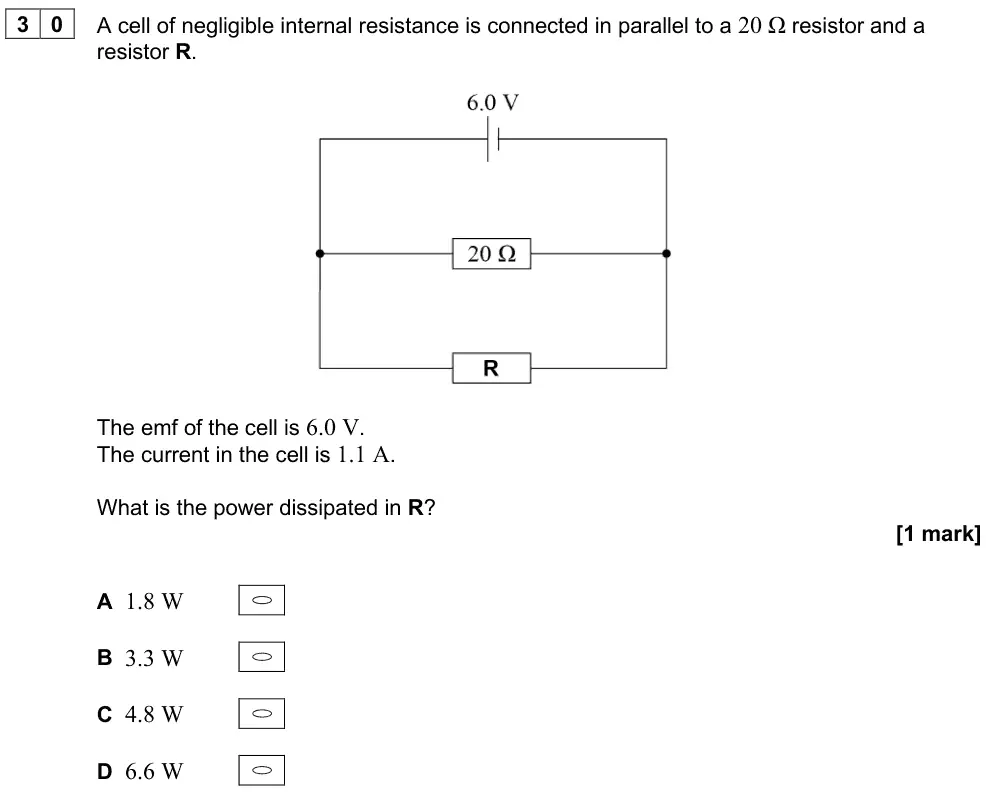 3 0 A cell of negligible internal resistance is connected in parallel to a 20 Ω resistor and a
resistor R.
6.0 V
20 Ω
R
The emf of the cell is 6.0 V.
The current in the cell is 1.1 A.
What is the power dissipated in R?
[1 mark]
A 1.8 W
B 3.3 W
C 4.8 W
D 6.6 W